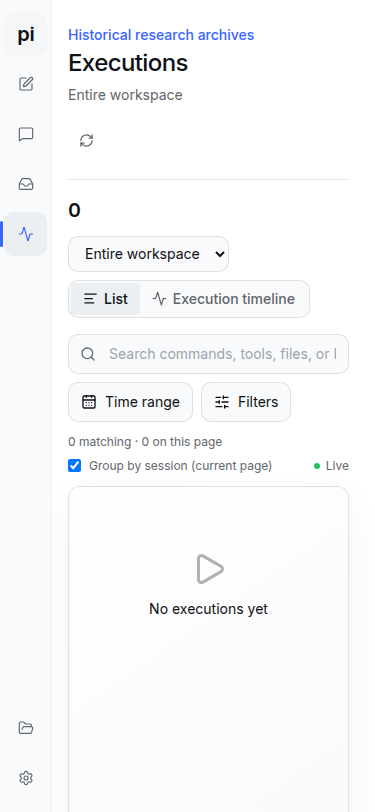 pi
Historical research archives
Executions
Entire workspace
0
Entire workspace
List
Execution timeline
Search commands, tools, files, or
Time range
Filters
0 matching · 0 on this page
Group by session (current page)
Live
No executions yet